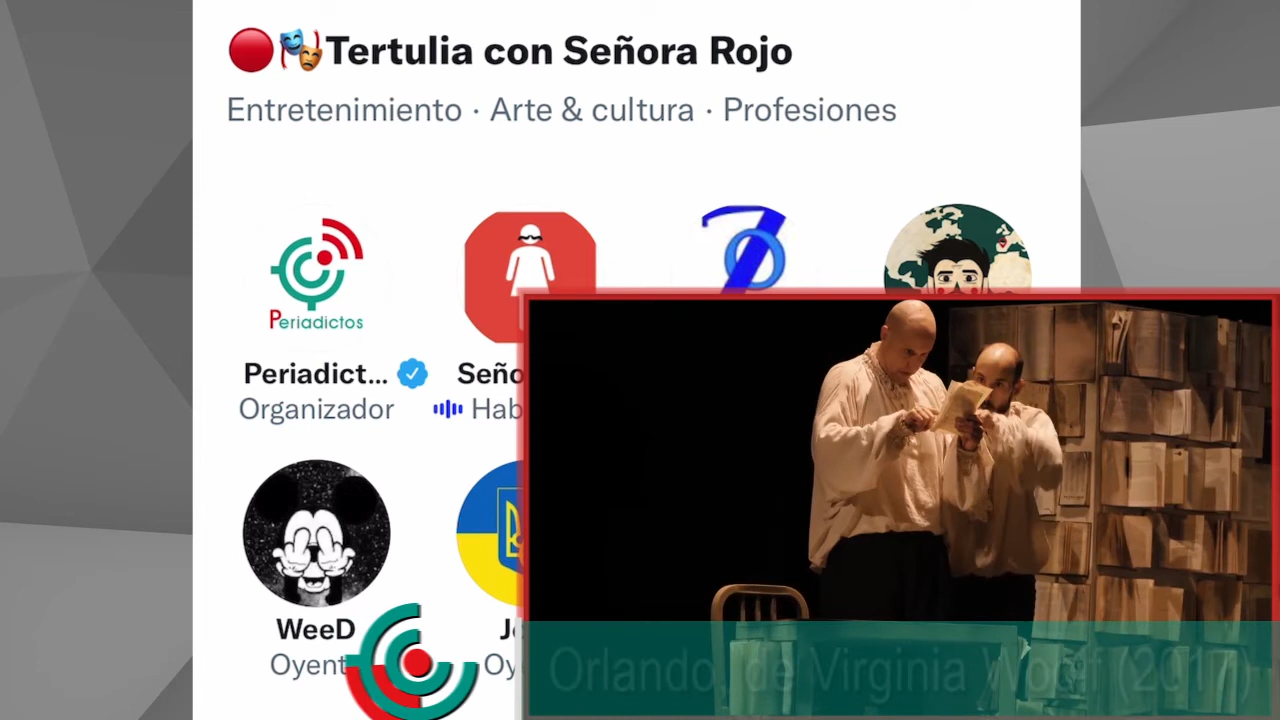 Tertulia con Señora Rojo
Entretenimiento · Arte & cultura · Profesiones
Periadictos
Periadict...
Seño
Organizador
Hab
WeeD
Oyent
Oy
Orlando, de Virginia Woolf (2017)